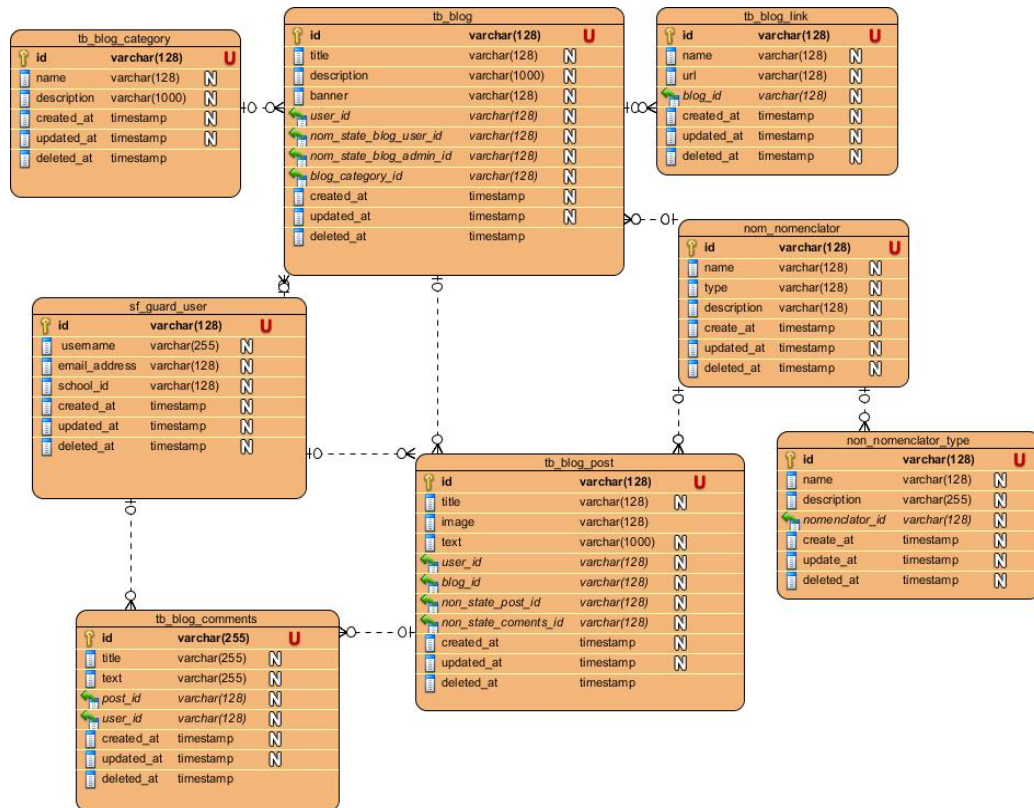 tb_blog_category
id varchar(128) U
name varchar(128) N
description varchar(1000) N
created_at timestamp N
updated_at timestamp N
deleted_at timestamp
tb_blog
id varchar(128) U
title varchar(128) N
description varchar(1000) N
banner varchar(128) N
user_id varchar(128) N
nom_state_blog_user_id varchar(128) N
nom_state_blog_admin_id varchar(128) N
blog_category_id varchar(128) N
created_at timestamp N
updated_at timestamp N
deleted_at timestamp
tb_blog_link
id varchar(128) U
name varchar(128) N
url varchar(128) N
blog_id varchar(128) N
created_at timestamp N
updated_at timestamp N
deleted_at timestamp N
nom_nomenclator
id varchar(128) U
name varchar(128) N
type varchar(128) N
description varchar(128) N
create_at timestamp N
updated_at timestamp N
deleted_at timestamp N
sf_guard_user
id varchar(128) U
username varchar(255) N
email_address varchar(128) N
school_id varchar(128) N
created_at timestamp N
updated_at timestamp N
deleted_at timestamp N
non_nomenclator_type
id varchar(128) U
name varchar(128) N
description varchar(255) N
nomenclator_id varchar(128) N
create_at timestamp N
update_at timestamp N
deleted_at timestamp N
tb_blog_post
id varchar(128) U
title varchar(128) N
image varchar(128)
text varchar(1000) N
user_id varchar(128) N
blog_id varchar(128) N
non_state_post_id varchar(128) N
non_state_coments_id varchar(128) N
created_at timestamp N
updated_at timestamp N
deleted_at timestamp
tb_blog_comments
id varchar(255) U
title varchar(255) N
text varchar(255) N
post_id varchar(128) N
user_id varchar(128) N
created_at timestamp N
updated_at timestamp N
deleted_at timestamp